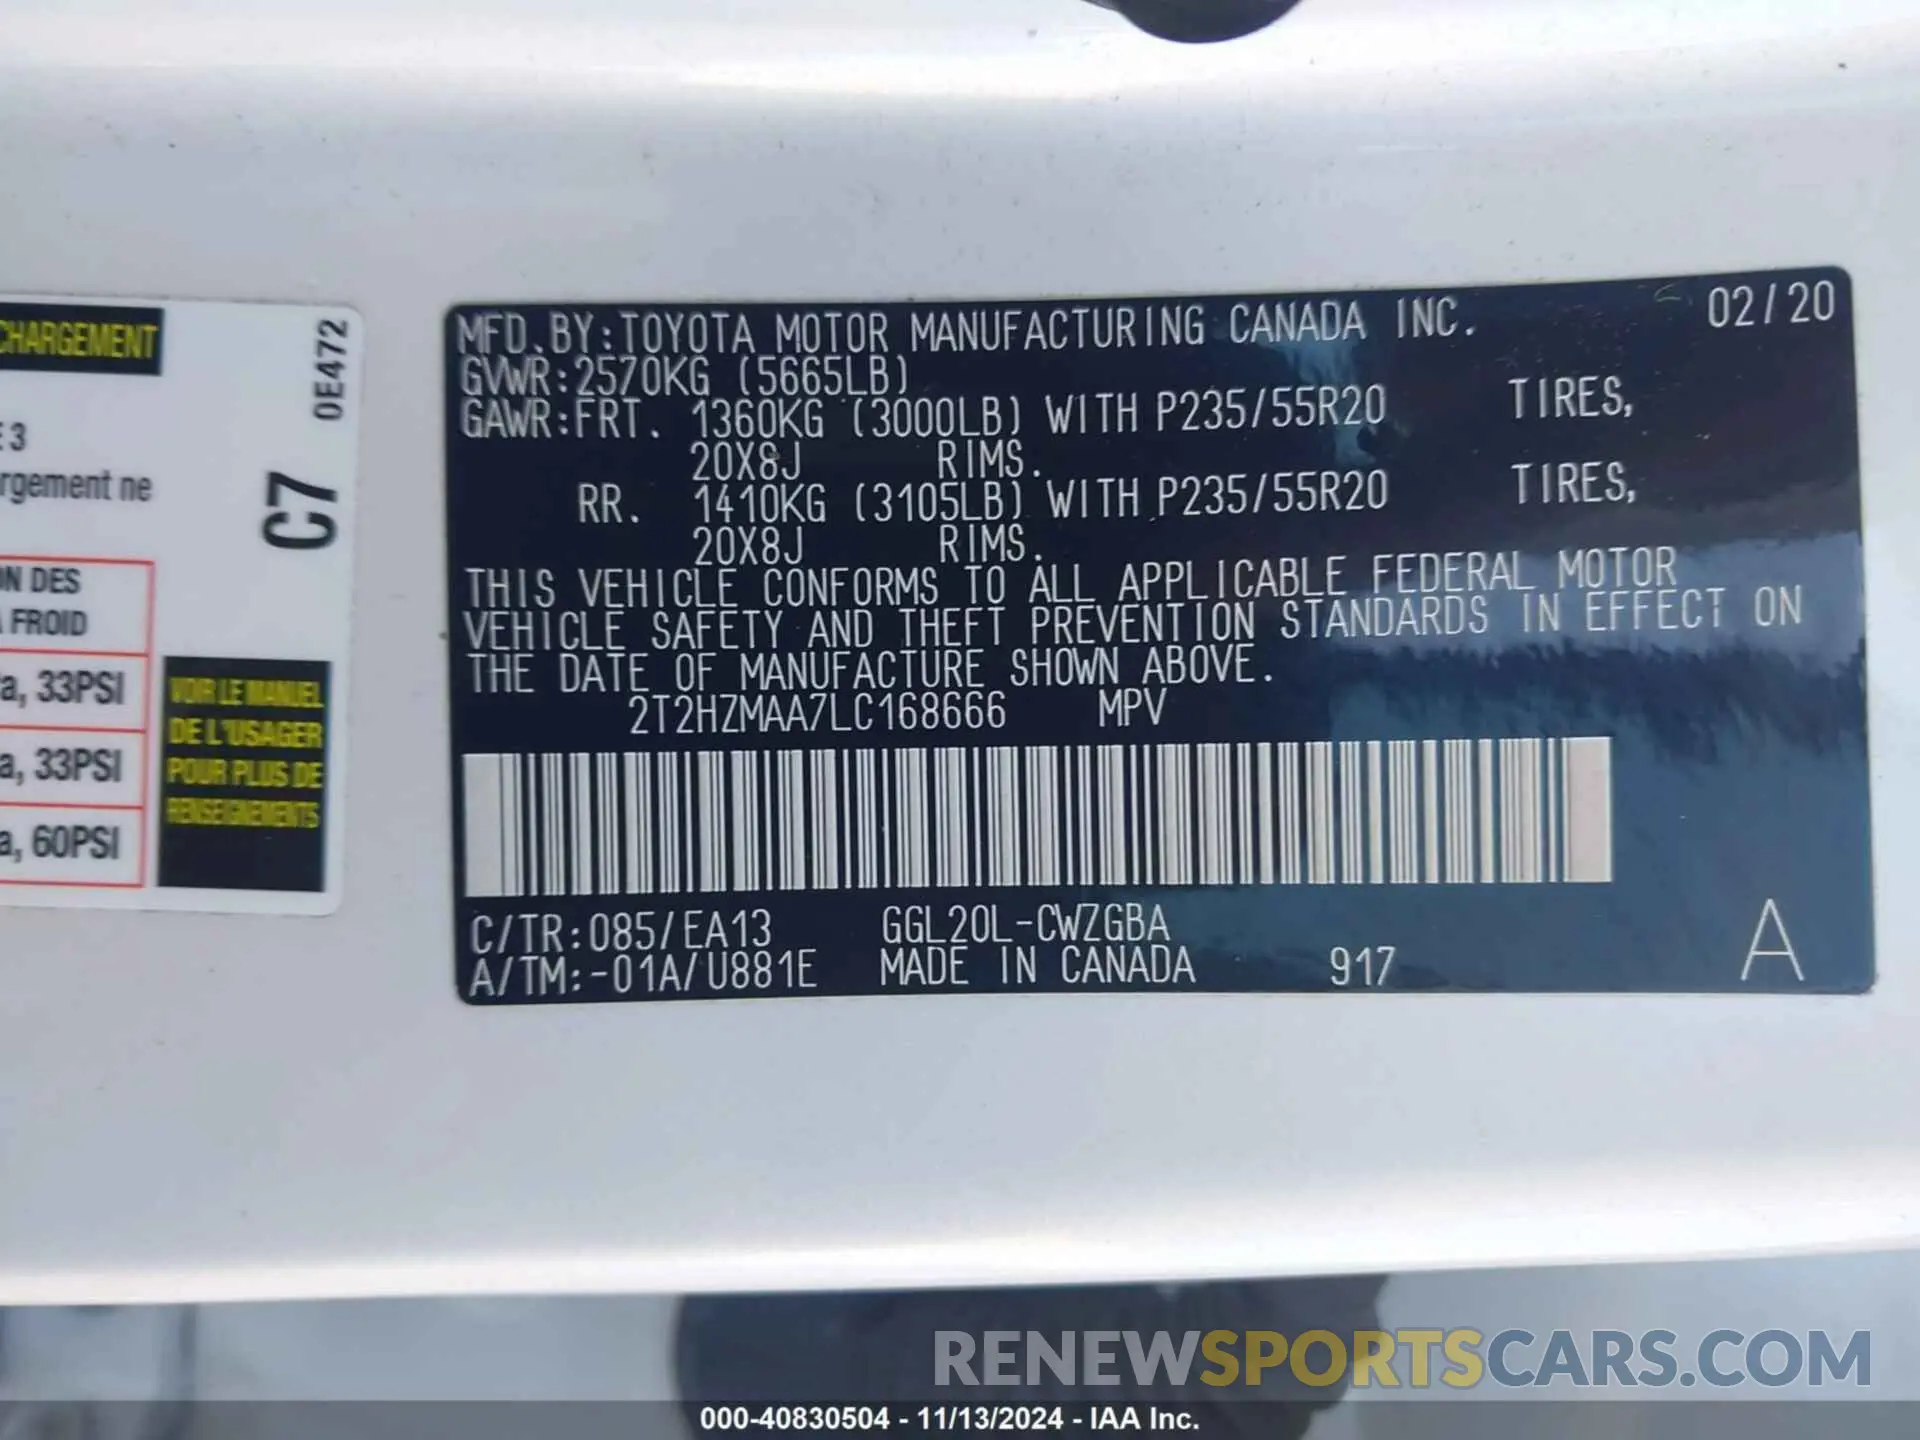 CHARGEMENT
0E472
E 3
rgement ne
C7
ON DES
A FROID
a, 33PSI
a, 33PSI
a, 60PSI
VOIR LE MANUEL
DE L'USAGER
POUR PLUS DE
RENSEIGNEMENTS
MFD.BY:TOYOTA MOTOR MANUFACTURING CANADA INC. 02/20
GVWR:2570KG (5665LB)
GAWR:FRT. 1360KG (3000LB) WITH P235/55R20 TIRES,
20X8J RIMS.
RR. 1410KG (3105LB) WITH P235/55R20 TIRES,
20X8J RIMS.
THIS VEHICLE CONFORMS TO ALL APPLICABLE FEDERAL MOTOR
VEHICLE SAFETY AND THEFT PREVENTION STANDARDS IN EFFECT ON
THE DATE OF MANUFACTURE SHOWN ABOVE.
2T2HZMAA7LC168666 MPV
C/TR:085/EA13 GGL20L-CWZGBA
A/TM:-01A/U881E MADE IN CANADA 917 A
RENEWSPORTSCARS.COM
000-40830504 - 11/13/2024 - IAA Inc.